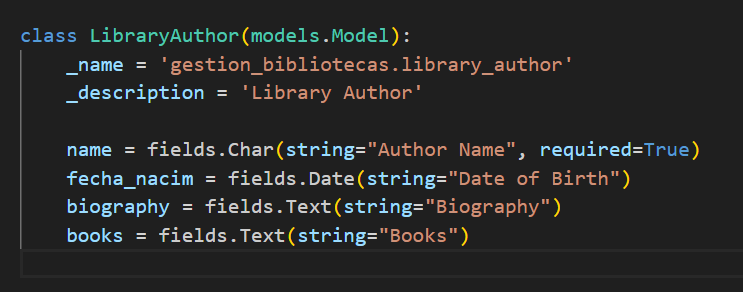 class LibraryAuthor(models.Model):
    _name = 'gestion_bibliotecas.library_author'
    _description = 'Library Author'

    name = fields.Char(string="Author Name", required=True)
    fecha_nacim = fields.Date(string="Date of Birth")
    biography = fields.Text(string="Biography")
    books = fields.Text(string="Books")